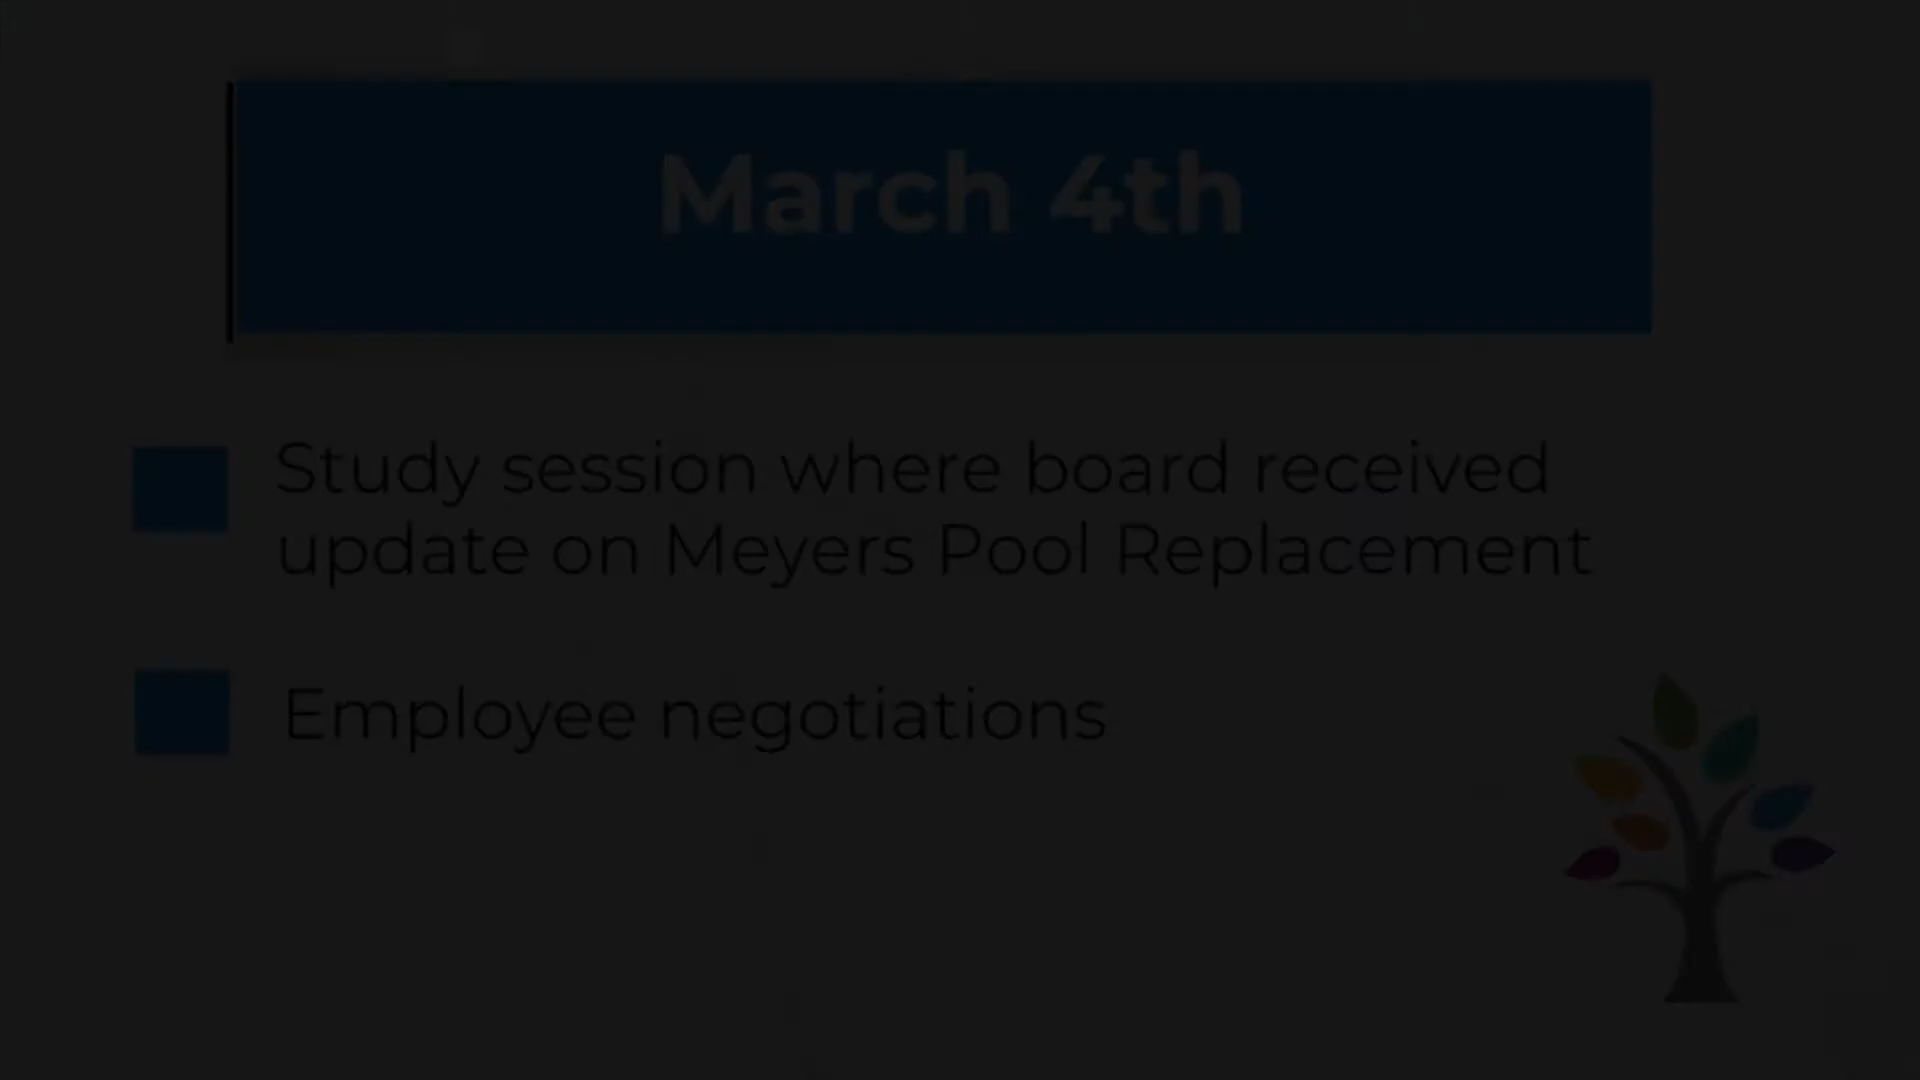 March 4th
Study session where board received
update on Meyers Pool Replacement
Employee negotiations